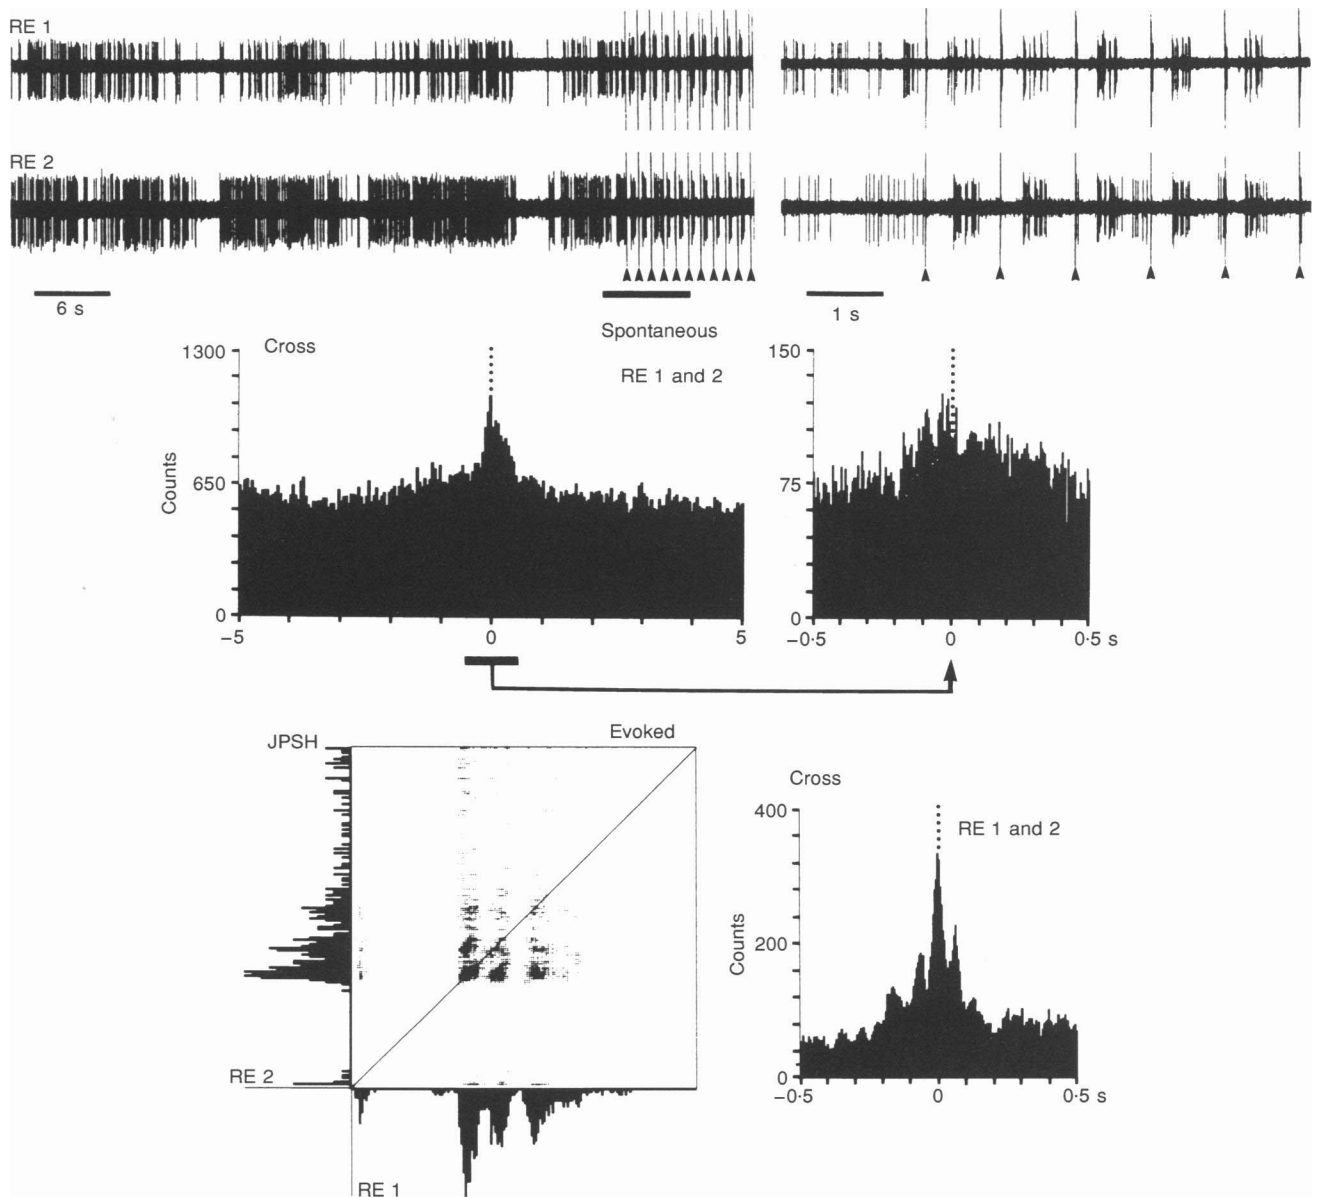 RE 1
RE 2
6 s
1 s
Spontaneous
Cross
RE 1 and 2
1300
650
0
Counts
−5
0
5
150
75
0
−0·5
0
0·5 s
JPSH
Evoked
RE 2
RE 1
Cross
RE 1 and 2
400
200
0
Counts
−0·5
0
0·5 s